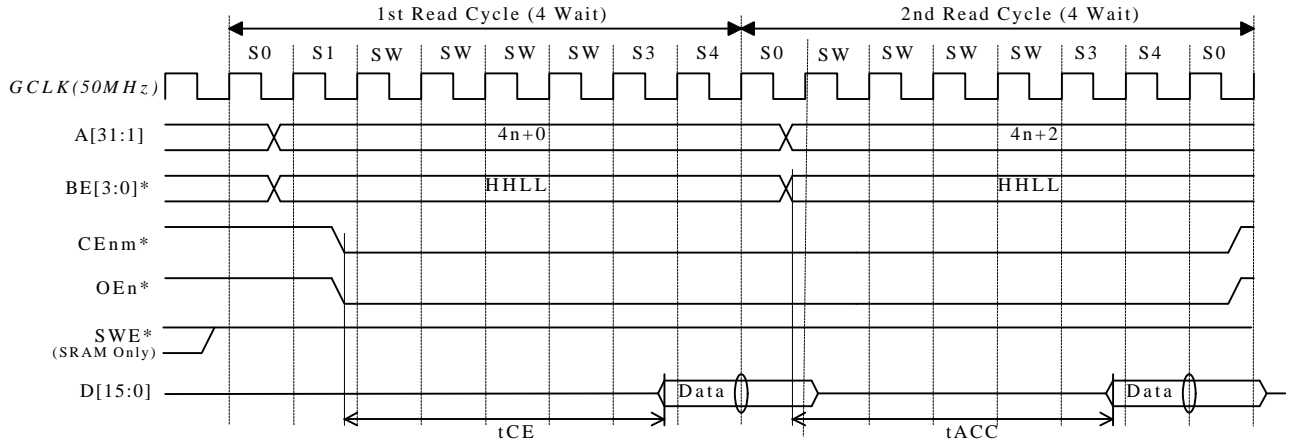 1st Read Cycle (4 Wait) 2nd Read Cycle (4 Wait)
S0 S1 SW SW SW SW S3 S4 S0 SW SW SW SW S3 S4 S0
GCLK(50MHz)
A[31:1] 4n+0 4n+2
BE[3:0]* HHLL HHLL
CEnm*
OEn*
SWE*
(SRAM Only)
D[15:0] Data Data
tCE tACC